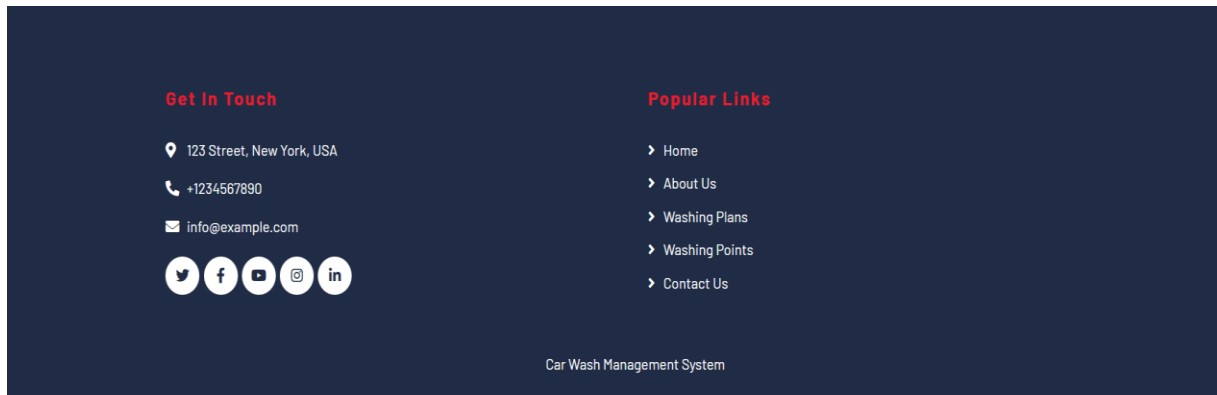 Get In Touch
123 Street, New York, USA
+1234567890
info@example.com
Popular Links
Home
About Us
Washing Plans
Washing Points
Contact Us
Car Wash Management System